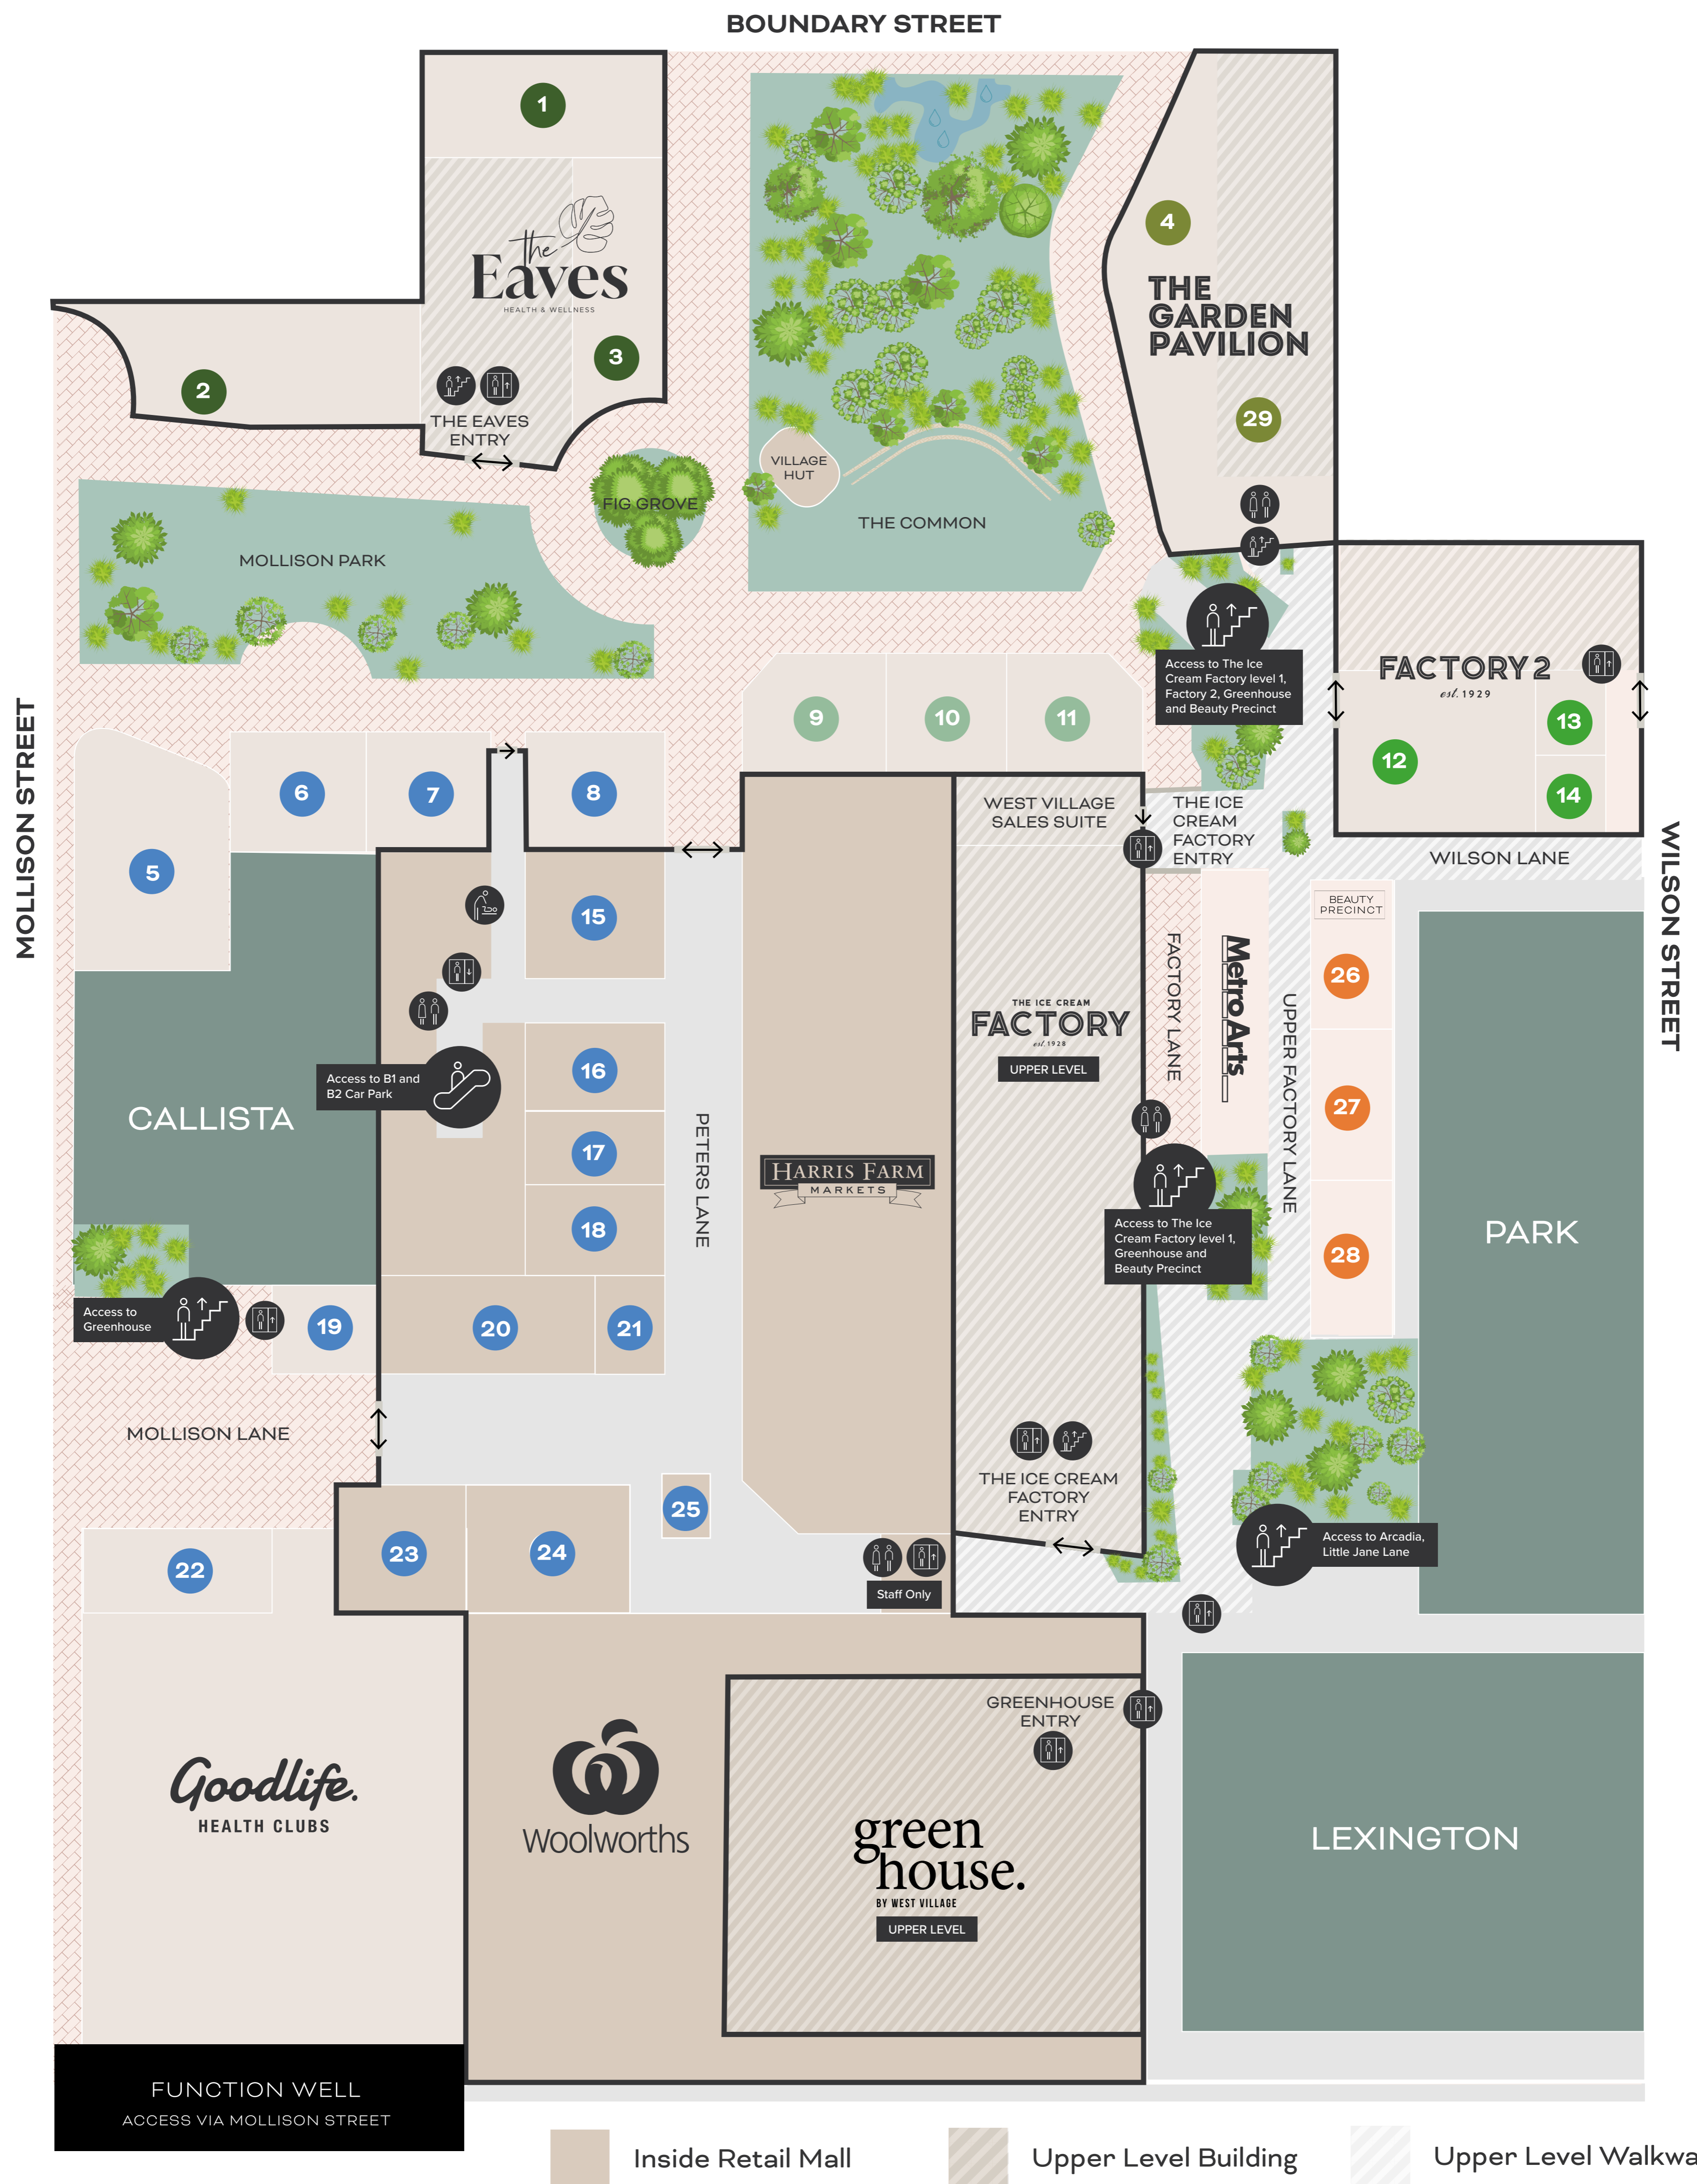 BOUNDARY STREET
1
the
Eaves
HEALTH & WELLNESS
3
2
THE EAVES
ENTRY
4
THE
GARDEN
PAVILION
29
VILLAGE
HUT
FIG GROVE
THE COMMON
MOLLISON PARK
Access to The Ice
Cream Factory level 1,
Factory 2, Greenhouse
and Beauty Precinct
FACTORY 2
est. 1929
13
12
14
MOLLISON STREET
WILSON STREET
9
10
11
6
7
8
5
WEST VILLAGE
SALES SUITE
THE ICE
CREAM
FACTORY
ENTRY
WILSON LANE
BEAUTY
PRECINCT
15
FACTORY LANE
Metro Arts
UPPER FACTORY LANE
26
27
28
THE ICE CREAM
FACTORY
est. 1928
UPPER LEVEL
16
17
18
Access to B1 and
B2 Car Park
CALLISTA
PETERS LANE
HARRIS FARM
MARKETS
Access to The Ice
Cream Factory level 1,
Greenhouse and
Beauty Precinct
PARK
Access to
Greenhouse
19
20
21
MOLLISON LANE
THE ICE CREAM
FACTORY
ENTRY
25
23
24
22
Staff Only
Access to Arcadia,
Little Jane Lane
GREENHOUSE
ENTRY
Goodlife.
HEALTH CLUBS
Woolworths
green
house.
BY WEST VILLAGE
UPPER LEVEL
LEXINGTON
FUNCTION WELL
ACCESS VIA MOLLISON STREET
Inside Retail Mall
Upper Level Building
Upper Level Walkwa